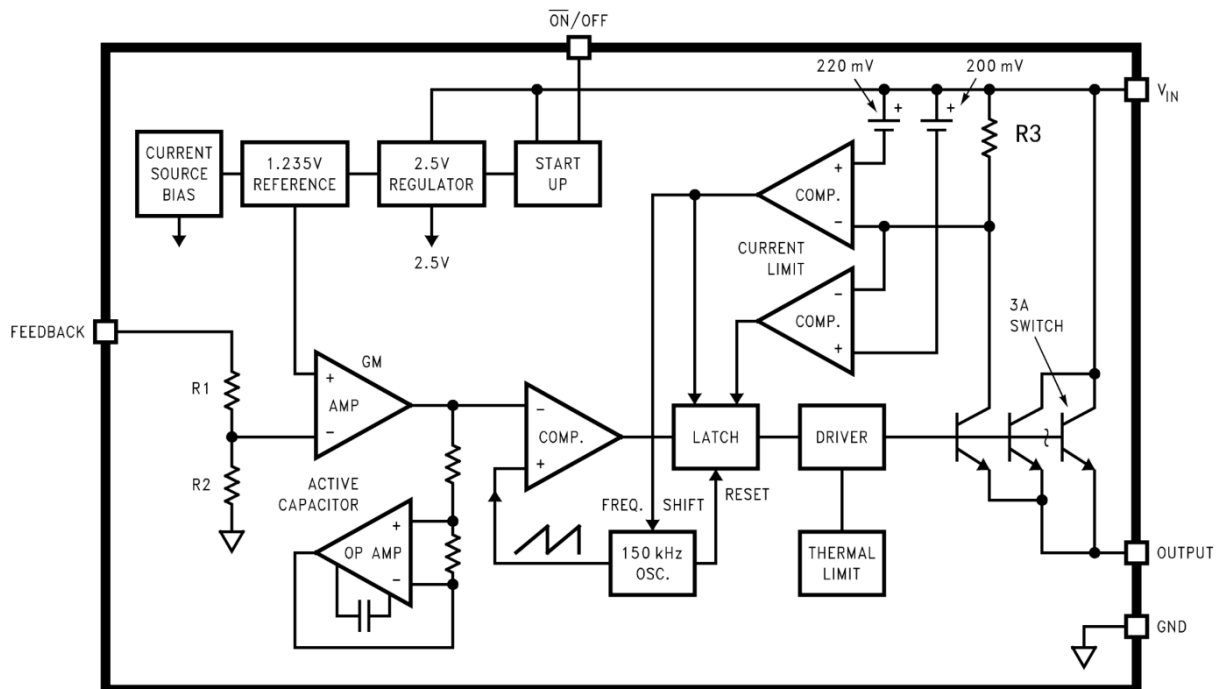 ON/OFF
220 mV
200 mV
+
+
VIN
R3
CURRENT
SOURCE
BIAS
1.235V
REFERENCE
2.5V
REGULATOR
START
UP
2.5V
+
COMP.
−
CURRENT
LIMIT
−
COMP.
+
3A
SWITCH
FEEDBACK
R1
R2
GM
+
AMP
−
−
COMP.
+
LATCH
DRIVER
ACTIVE
CAPACITOR
+
OP AMP
−
FREQ. SHIFT
RESET
150 kHz
OSC.
THERMAL
LIMIT
OUTPUT
GND